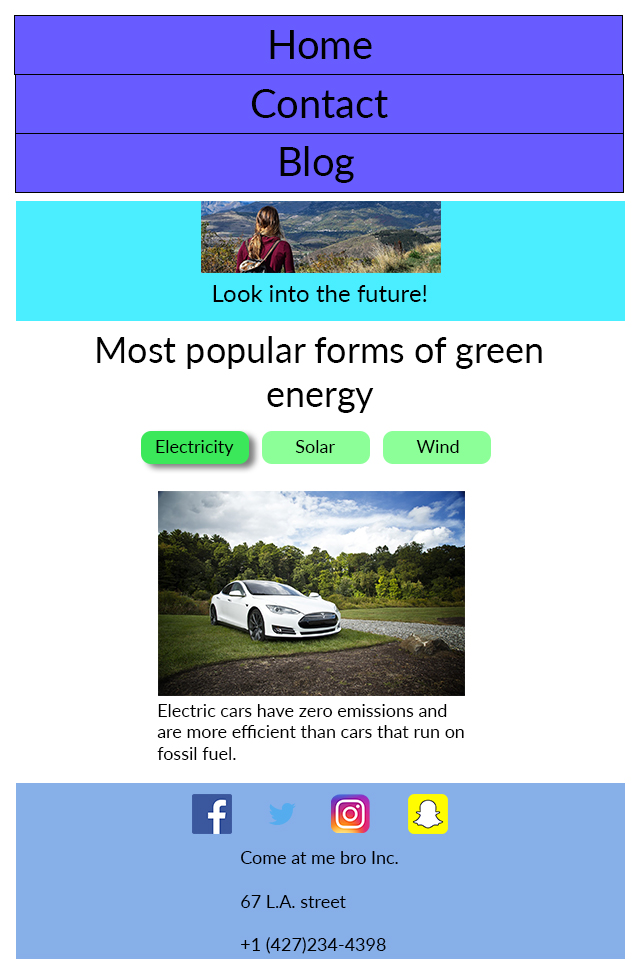 Home
Contact
Blog
Look into the future!
Most popular forms of green
energy
Electricity Solar Wind
Electric cars have zero emissions and
are more efficient than cars that run on
fossil fuel.
Come at me bro Inc.
67 L.A. street
+1 (427)234-4398